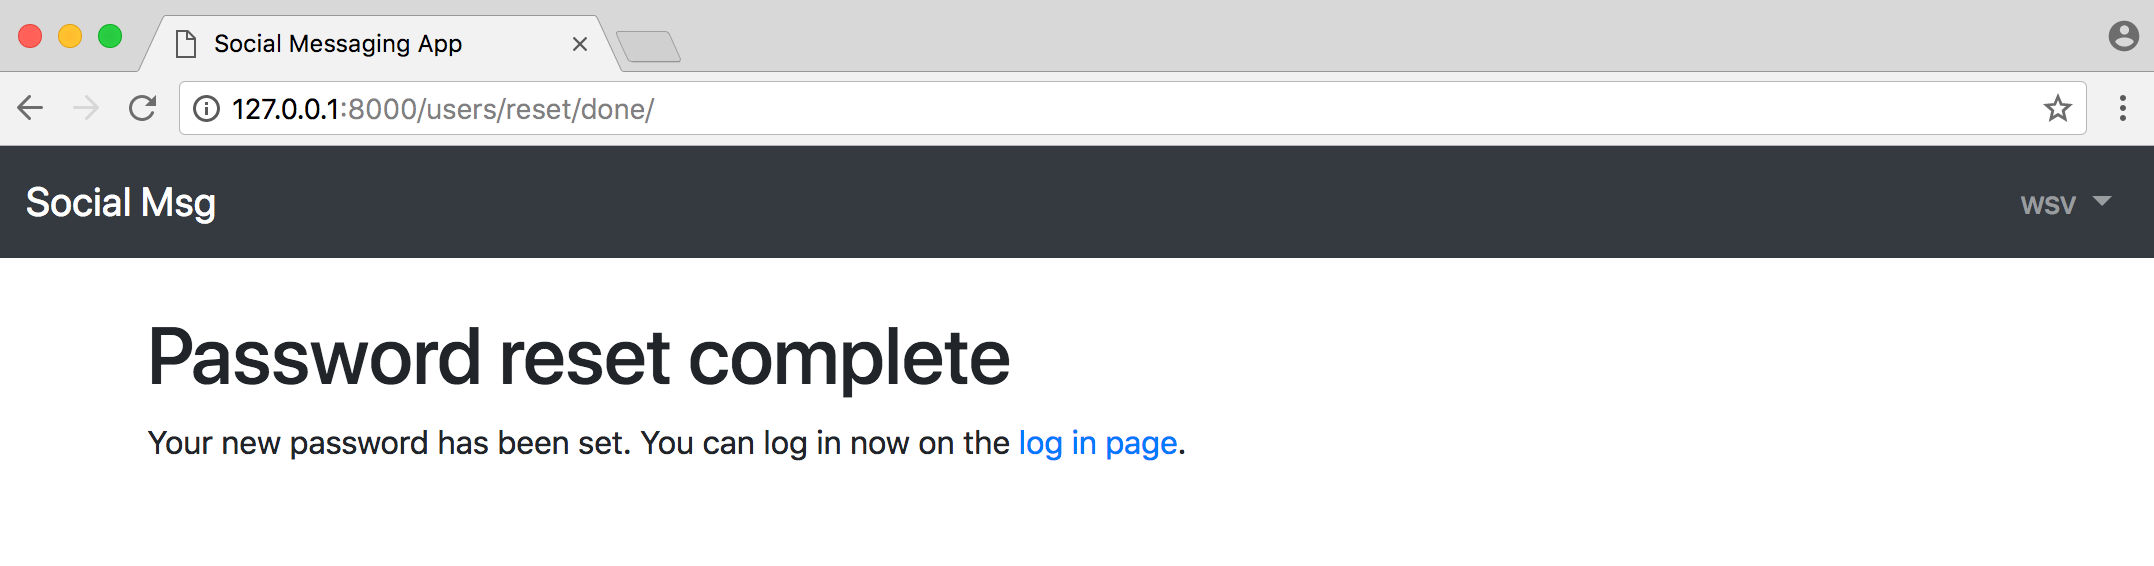 Social Messaging App
127.0.0.1:8000/users/reset/done/
Social Msg
wsv
Password reset complete
Your new password has been set. You can log in now on the log in page.